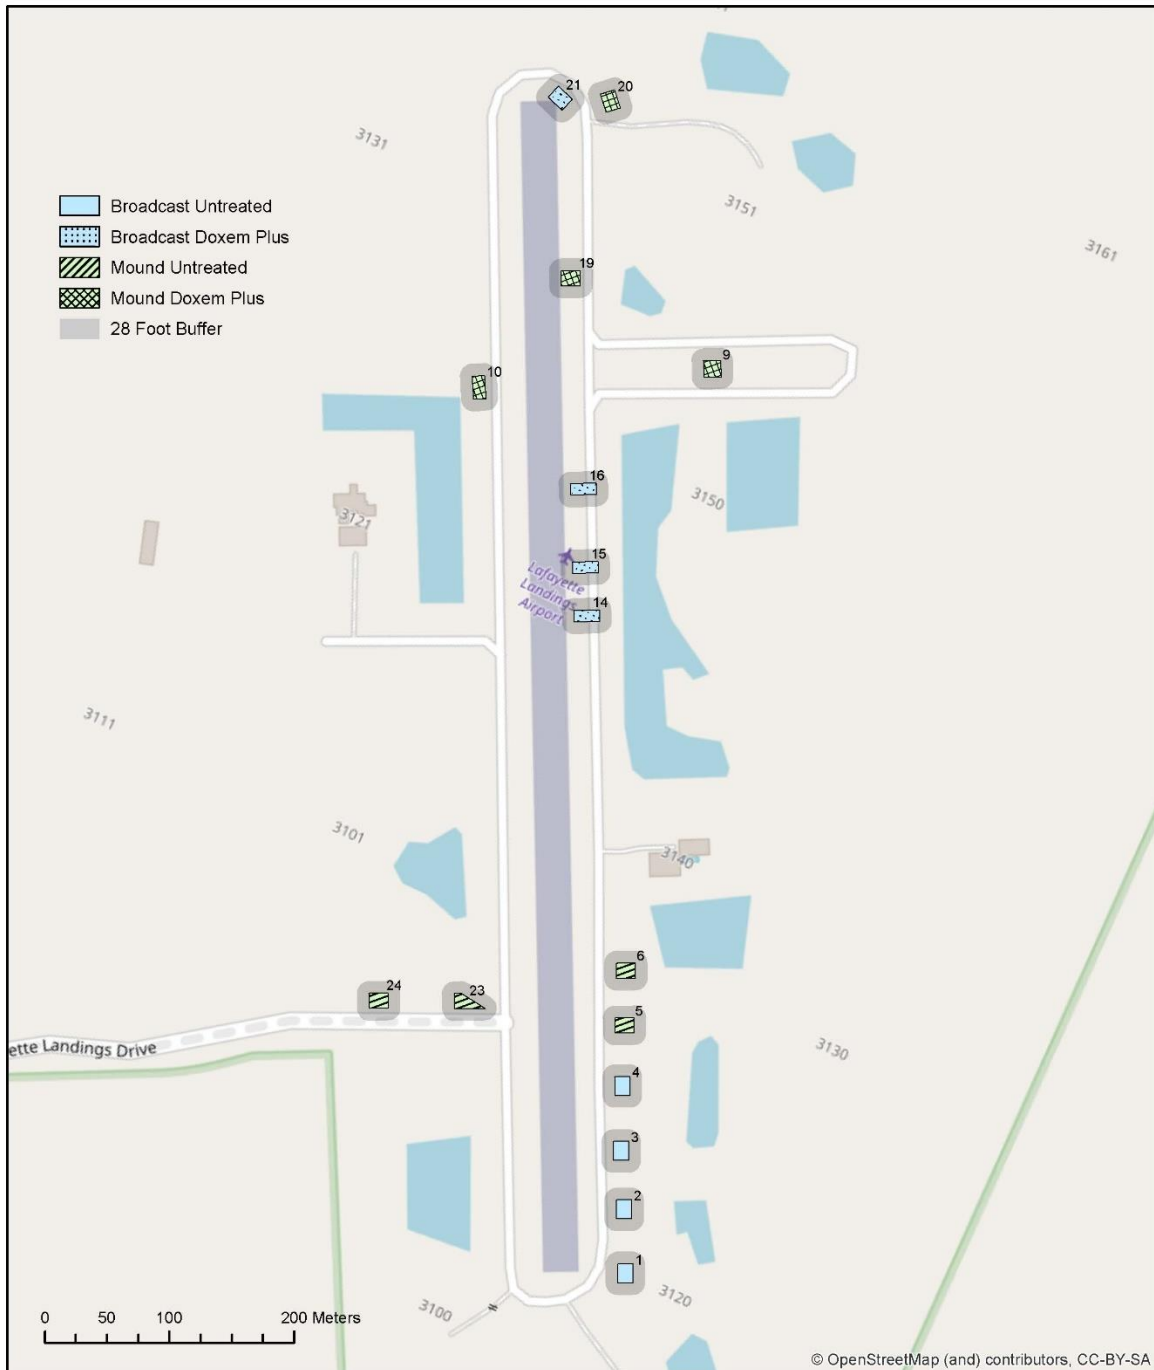 21
20
3131
3151
Broadcast Untreated
3161
Broadcast Doxem Plus
Mound Untreated
19
Mound Doxem Plus
28 Foot Buffer
9
10
16
3150
3121
15
Lafayette
Landings
Airport
14
3111
3101
3140
6
24
23
5
ette Landings Drive
3130
4
3
2
1
3120
3100
0 50 100 200 Meters
© OpenStreetMap (and) contributors, CC-BY-SA